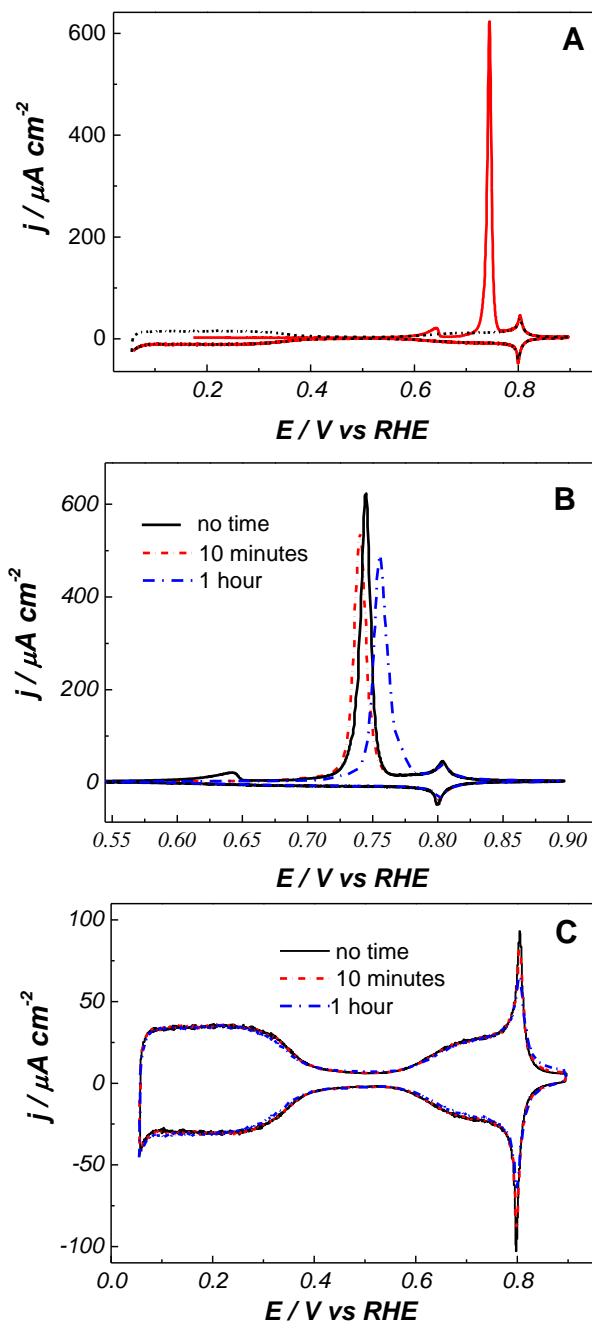 A
600
400
200
0
j / μA cm-2
0.2 0.4 0.6 0.8
E / V vs RHE
B
no time
10 minutes
1 hour
600
400
200
0
j / μA cm-2
0.55 0.60 0.65 0.70 0.75 0.80 0.85 0.90
E / V vs RHE
C
no time
10 minutes
1 hour
100
50
0
-50
-100
j / μA cm-2
0.0 0.2 0.4 0.6 0.8
E / V vs RHE